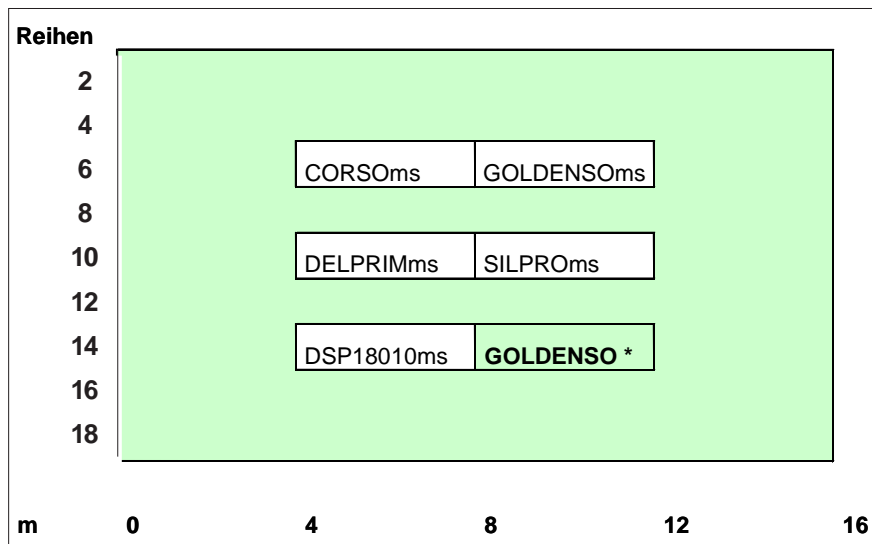 Reihen
2
4
6 CORSOms GOLDENSOms
8
10 DELPRIMms SILPROms
12
14 DSP18010ms GOLDENSO *
16
18
m 0 4 8 12 16